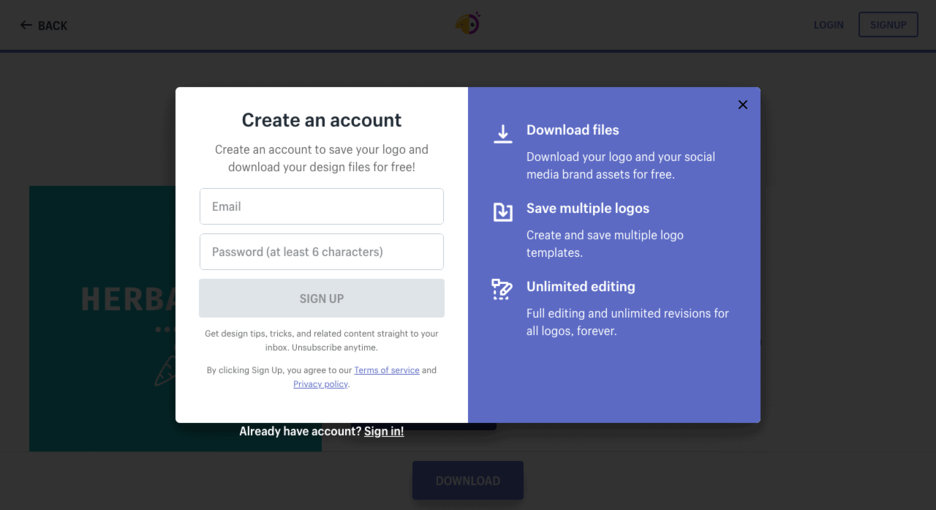 BACK
LOGIN
SIGNUP
Create an account
Create an account to save your logo and
download your design files for free!
Email
Password (at least 6 characters)
SIGN UP
Get design tips, tricks, and related content straight to your
inbox. Unsubscribe anytime.
By clicking Sign Up, you agree to our Terms of service and
Privacy policy.
Already have account? Sign in!
Download files
Download your logo and your social
media brand assets for free.
Save multiple logos
Create and save multiple logo
templates.
Unlimited editing
Full editing and unlimited revisions for
all logos, forever.
HERBA
DOWNLOAD